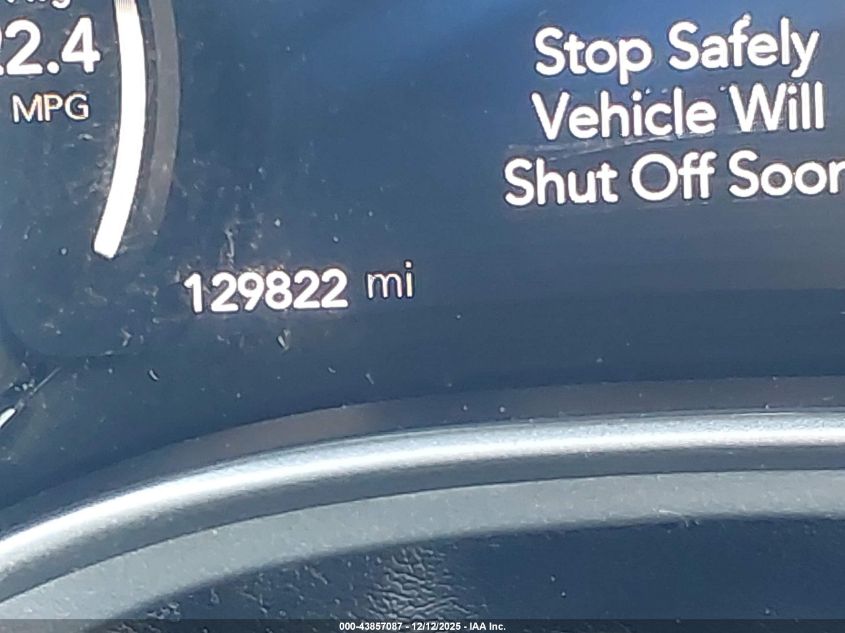 22.4
MPG
Stop Safely
Vehicle Will
Shut Off Soon
129822 mi
000-43857087 - 12/12/2025 - IAA Inc.